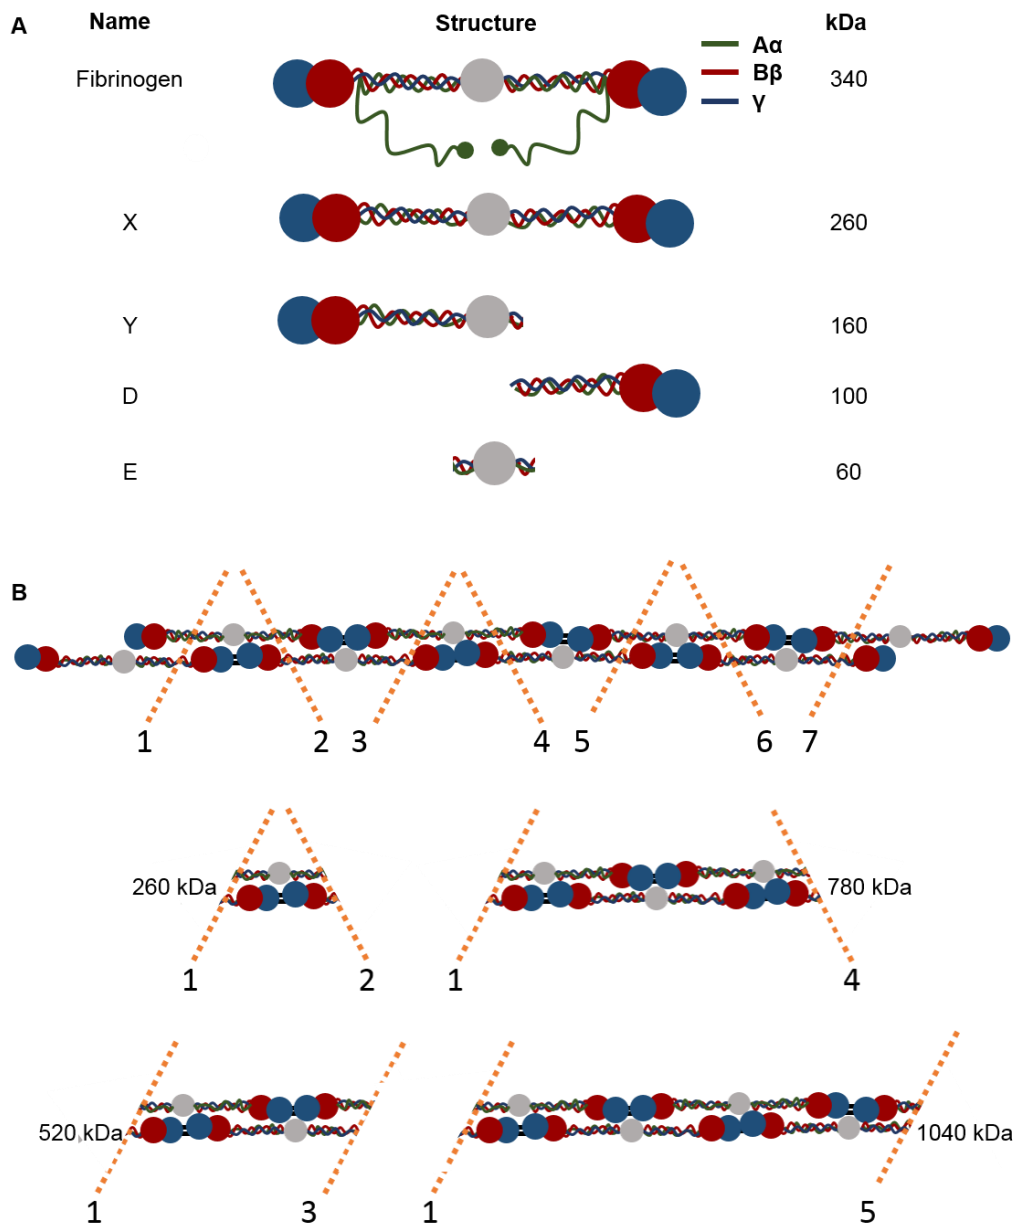 A Name Structure kDa
Aα
Fibrinogen Bβ 340
γ
X 260
Y 160
D 100
E 60
B
1 2 3 4 5 6 7
260 kDa 780 kDa
1 2 1 4
520 kDa 1040 kDa
1 3 1 5